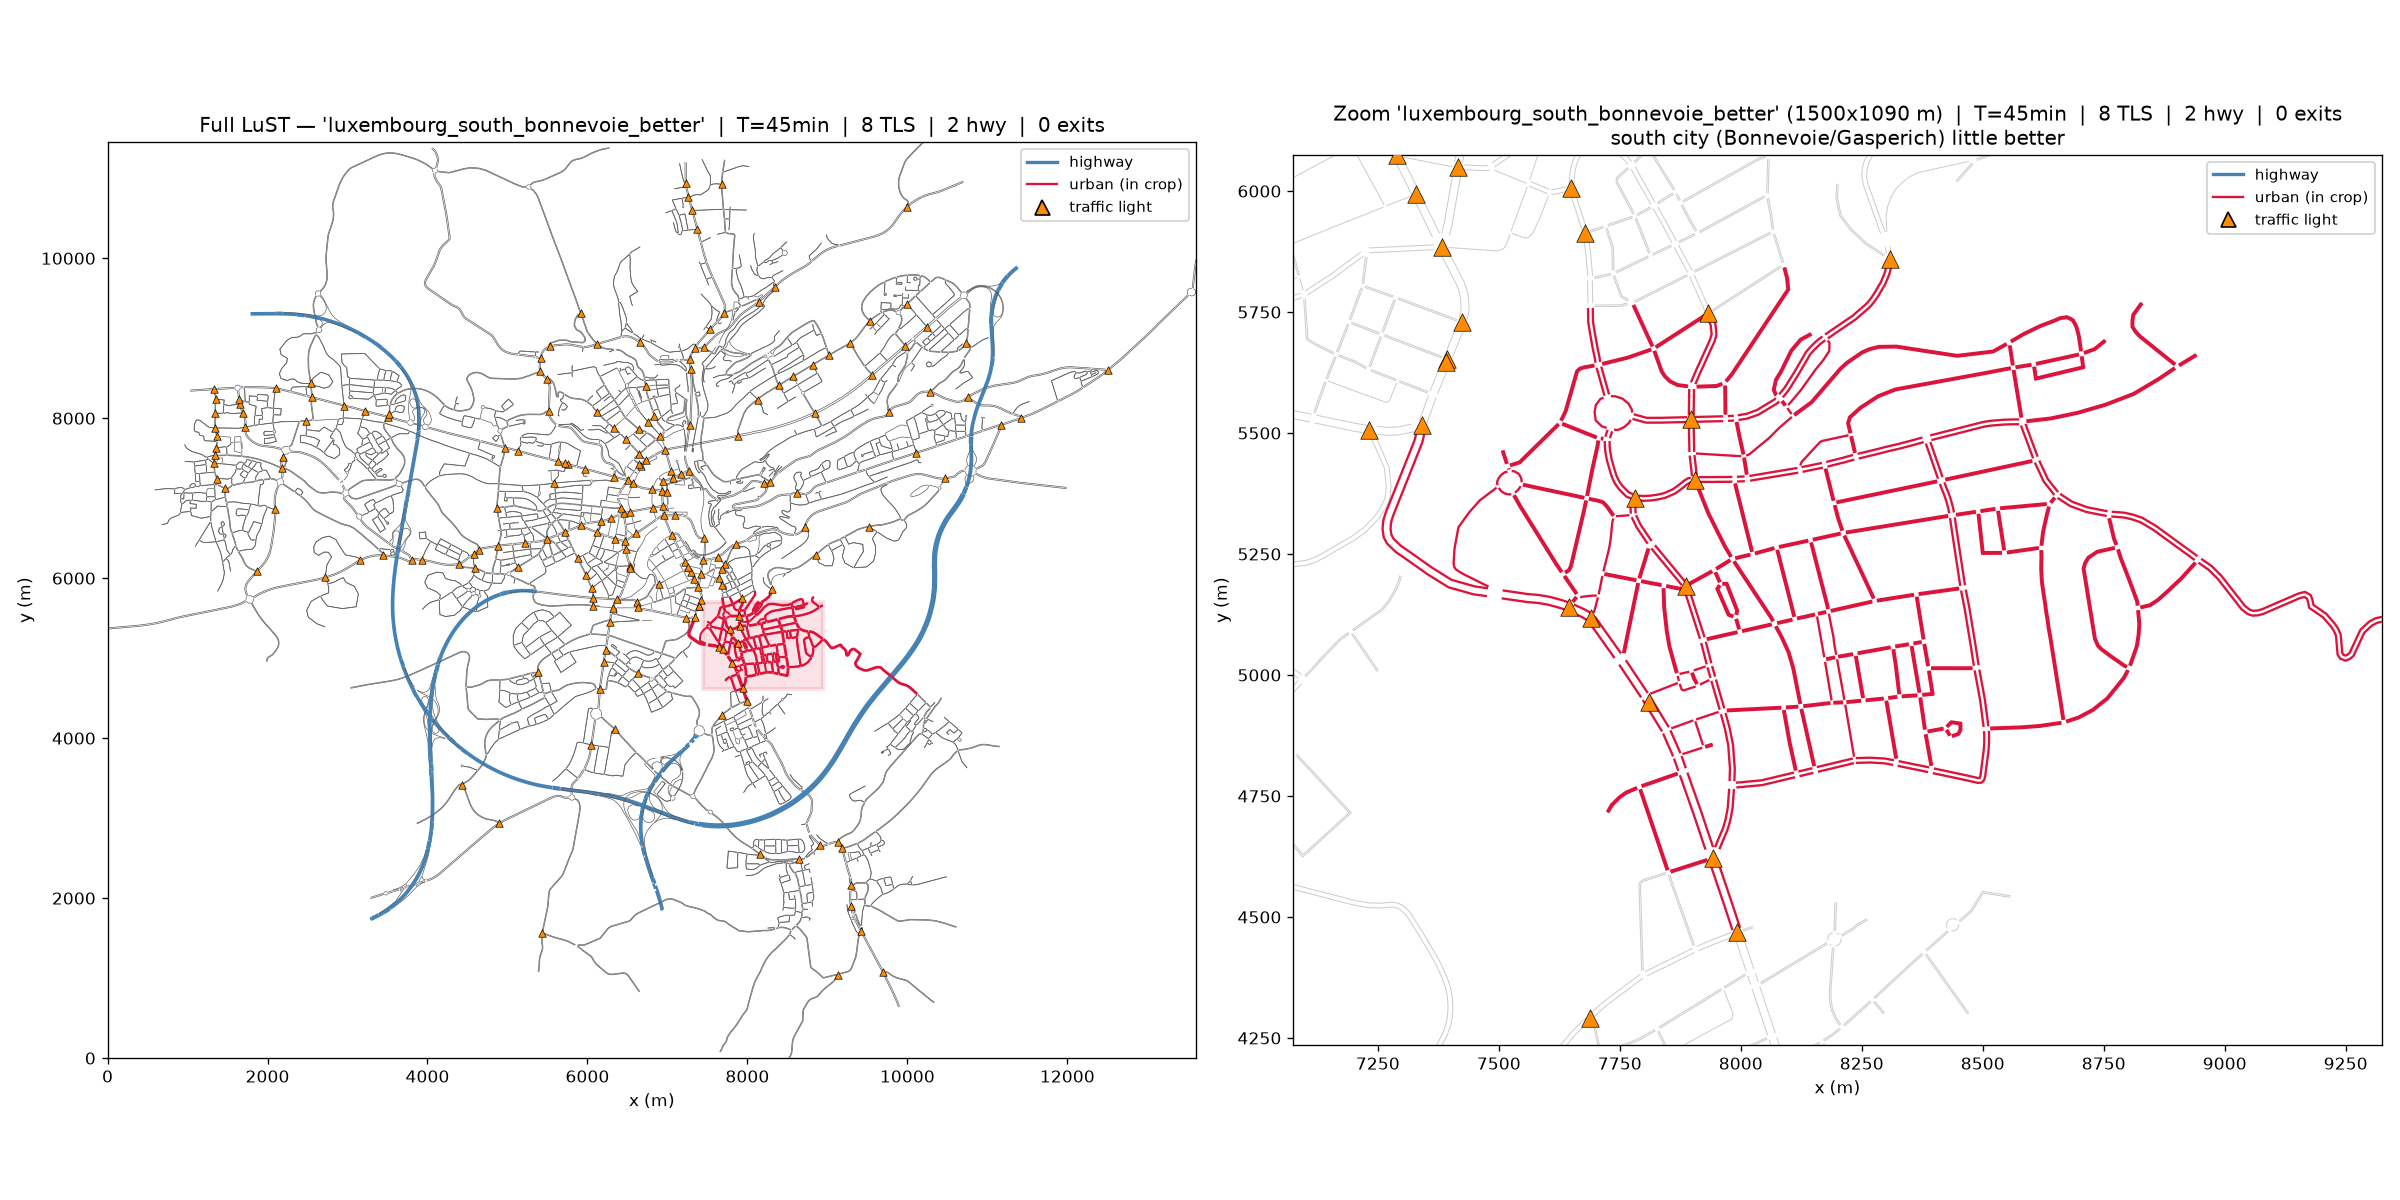 Full LuST — 'luxembourg_south_bonnevoie_better' | T=45min | 8 TLS | 2 hwy | 0 exits
highway
urban (in crop)
traffic light
10000
8000
6000
4000
2000
0
y (m)
0 2000 4000 6000 8000 10000 12000
x (m)
Zoom 'luxembourg_south_bonnevoie_better' (1500x1090 m) | T=45min | 8 TLS | 2 hwy | 0 exits
south city (Bonnevoie/Gasperich) little better
highway
urban (in crop)
traffic light
6000
5750
5500
5250
5000
4750
4500
4250
y (m)
7250 7500 7750 8000 8250 8500 8750 9000 9250
x (m)